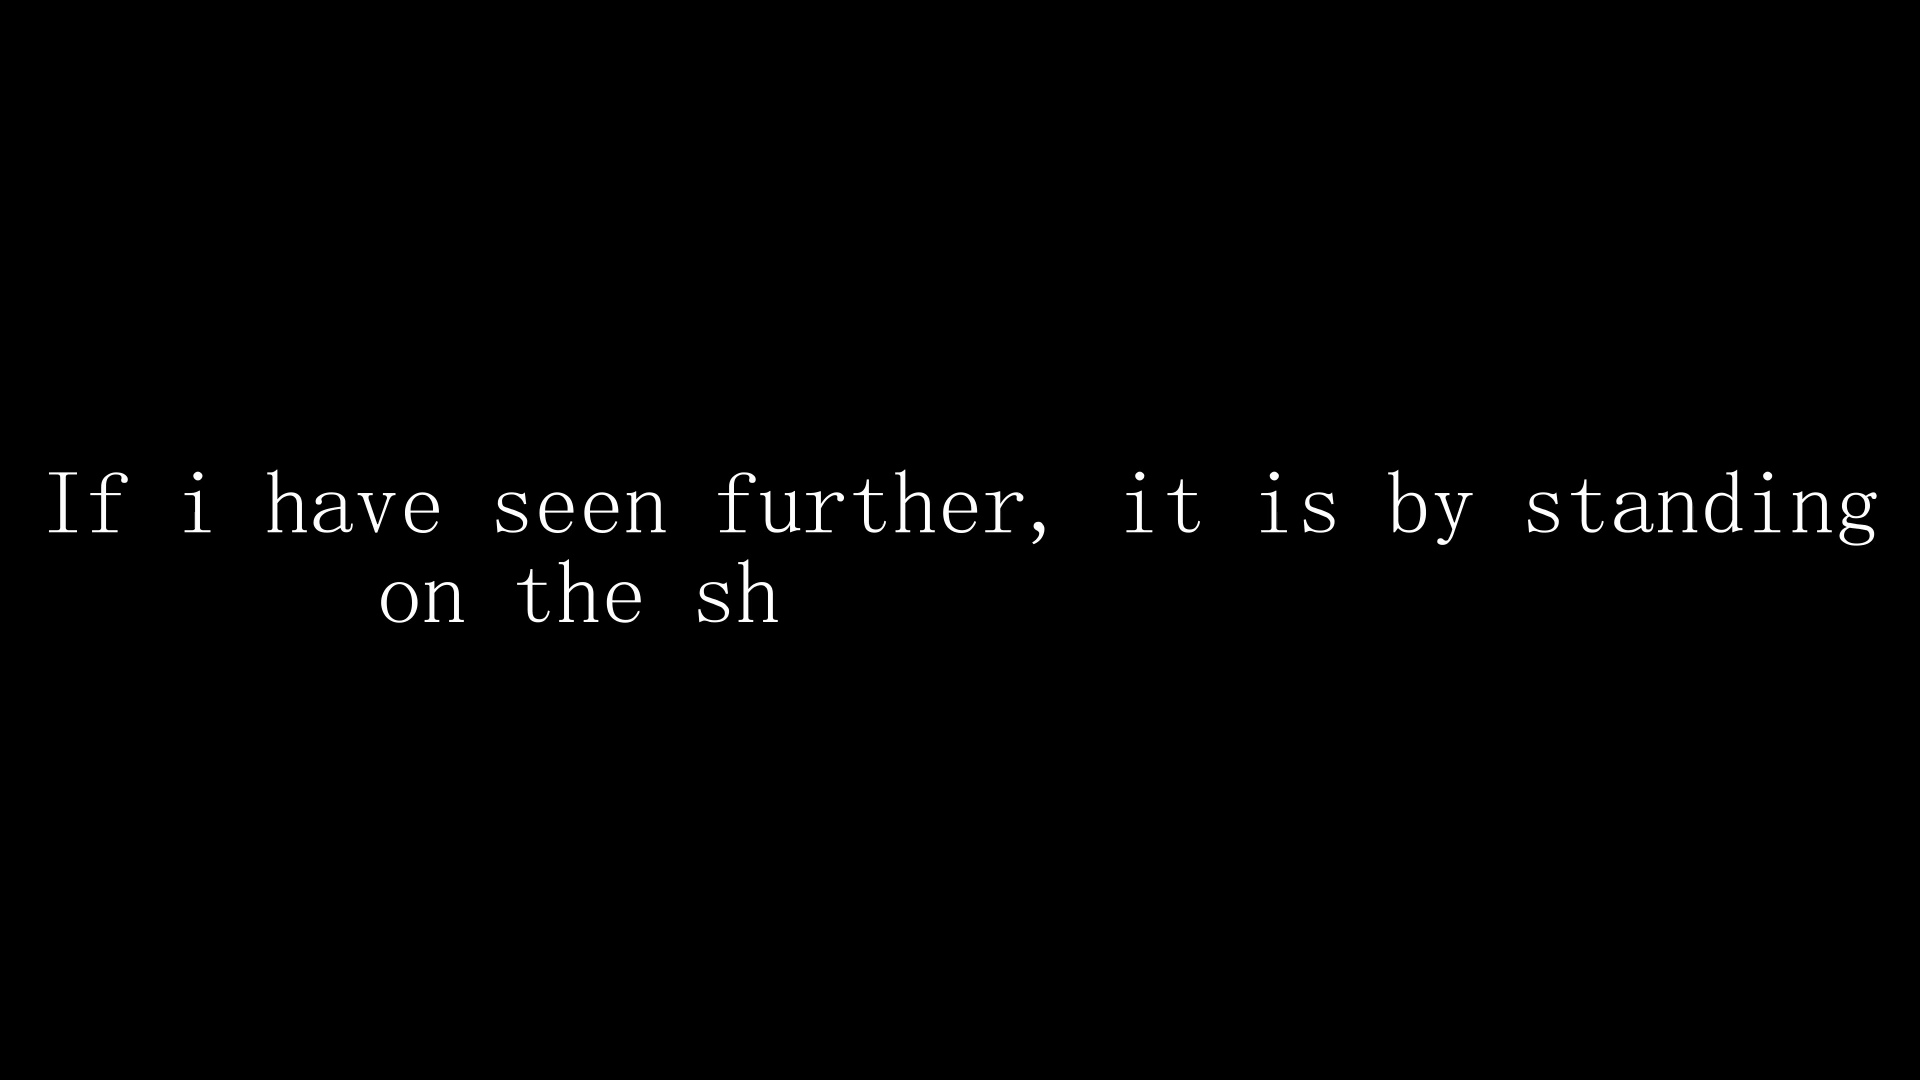 If i have seen further, it is by standing
on the sh